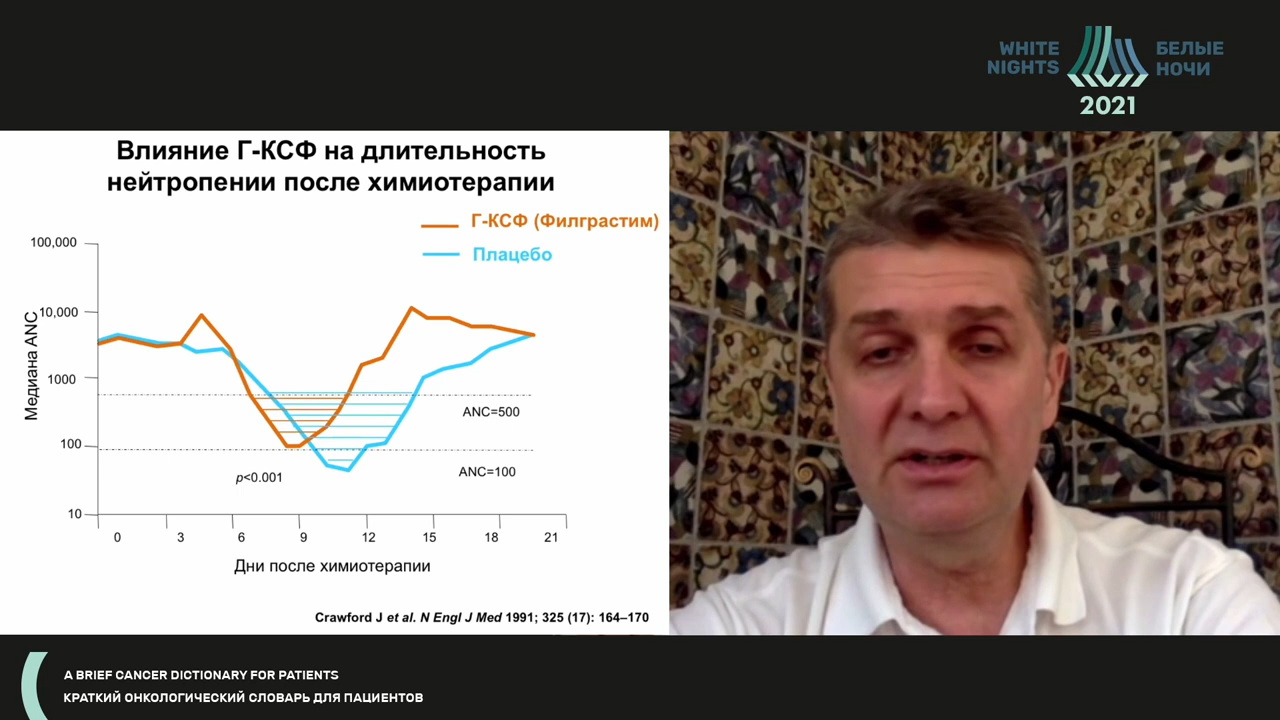 WHITE
NIGHTS
БЕЛЫЕ
НОЧИ
2021
Влияние Г-КСФ на длительность
нейтропении после химиотерапии
Г-КСФ (Филграстим)
Плацебо
Медиана ANC
100,000
10,000
1000
100
10
ANC=500
ANC=100
p<0.001
0 3 6 9 12 15 18 21
Дни после химиотерапии
Crawford J et al. N Engl J Med 1991; 325 (17): 164–170
A BRIEF CANCER DICTIONARY FOR PATIENTS
КРАТКИЙ ОНКОЛОГИЧЕСКИЙ СЛОВАРЬ ДЛЯ ПАЦИЕНТОВ